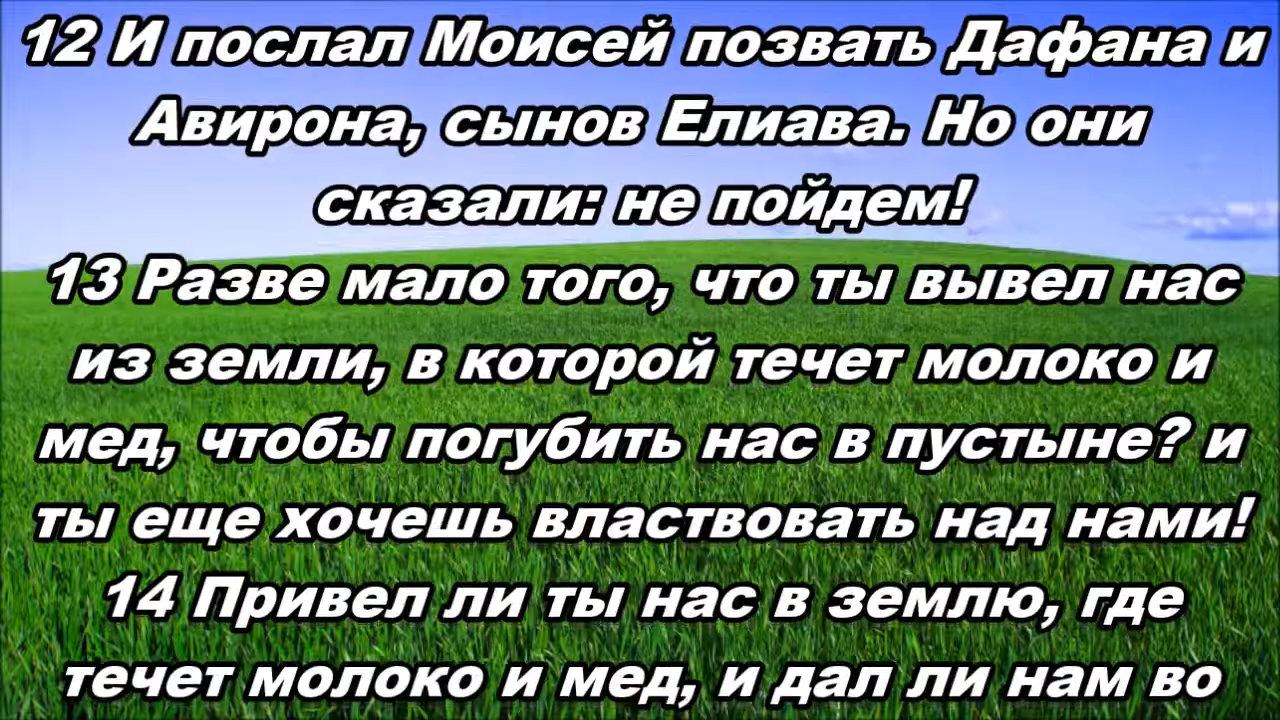 12 И послал Моисей позвать Дафана и
Авирона, сынов Елиава. Но они
сказали: не пойдем!
13 Разве мало того, что ты вывел нас
из земли, в которой течет молоко и
мед, чтобы погубить нас в пустыне? и
ты еще хочешь властвовать над нами!
14 Привел ли ты нас в землю, где
течет молоко и мед, и дал ли нам во